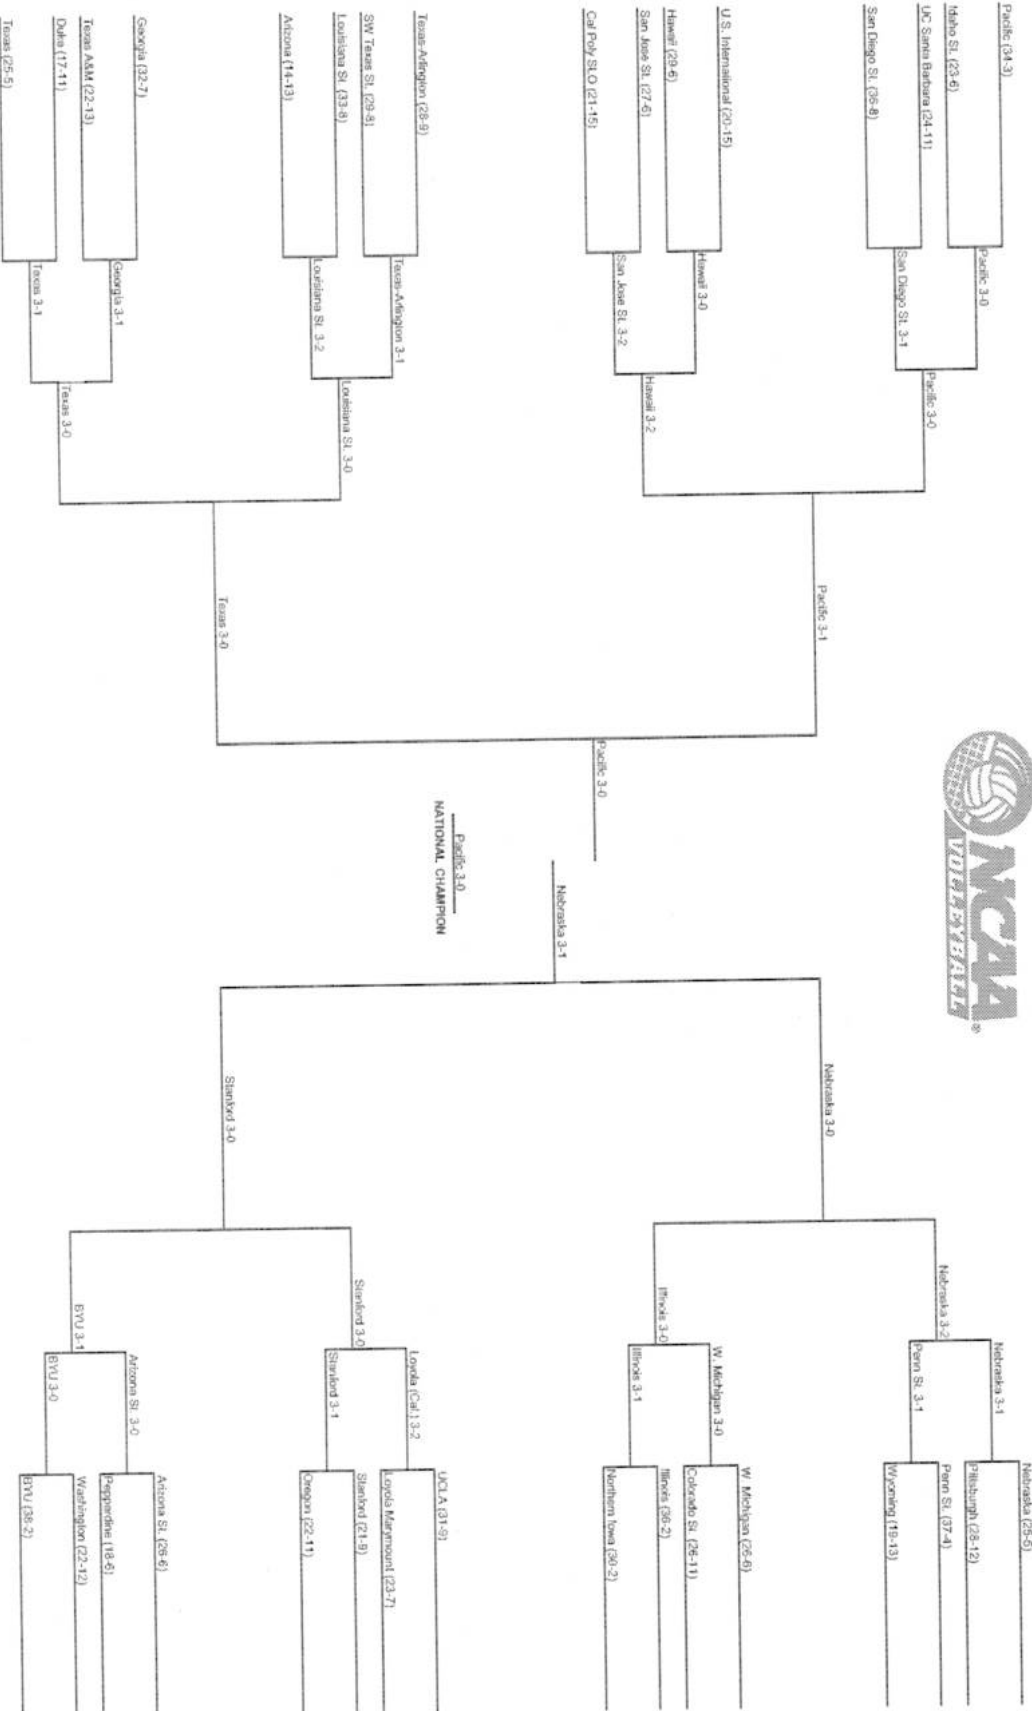 Pacific (34-3)
Idaho St. (23-6)
UC Santa Barbara (24-11)
San Diego St. (36-8)
U.S. International (20-15)
Hawaii (29-6)
San Jose St. (27-6)
Cal Poly SLO (21-15)
Texas-Arlington (28-9)
SW Texas St. (29-8)
Louisiana St. (33-8)
Arizona (14-13)
Georgia (32-7)
Texas A&M (22-13)
Duke (17-11)
Texas (25-5)
Pacific 3-0
San Diego St. 3-1
Hawaii 3-0
San Jose St. 3-2
Texas-Arlington 3-1
Louisiana St. 3-2
Georgia 3-1
Texas 3-1
Pacific 3-0
Hawaii 3-2
Louisiana St. 3-0
Texas 3-0
Pacific 3-1
Texas 3-0
Pacific 3-0
NCAA
VOLLEYBALL
®
Pacific 3-0
NATIONAL CHAMPION
Nebraska 3-1
Nebraska 3-0
Stanford 3-0
Nebraska 3-2
Illinois 3-0
Stanford 3-0
BYU 3-1
Nebraska 3-1
Penn St. 3-1
W. Michigan 3-0
Illinois 3-1
Loyola (Cal.) 3-2
Stanford 3-1
Arizona St. 3-0
BYU 3-0
Nebraska (25-5)
Pittsburgh (28-12)
Penn St. (37-4)
Wyoming (19-13)
W. Michigan (26-6)
Colorado St. (26-11)
Illinois (36-2)
Northern Iowa (30-2)
UCLA (31-9)
Loyola Marymount (23-7)
Stanford (21-9)
Oregon (22-11)
Arizona St. (26-6)
Pepperdine (18-6)
Washington (22-12)
BYU (38-2)